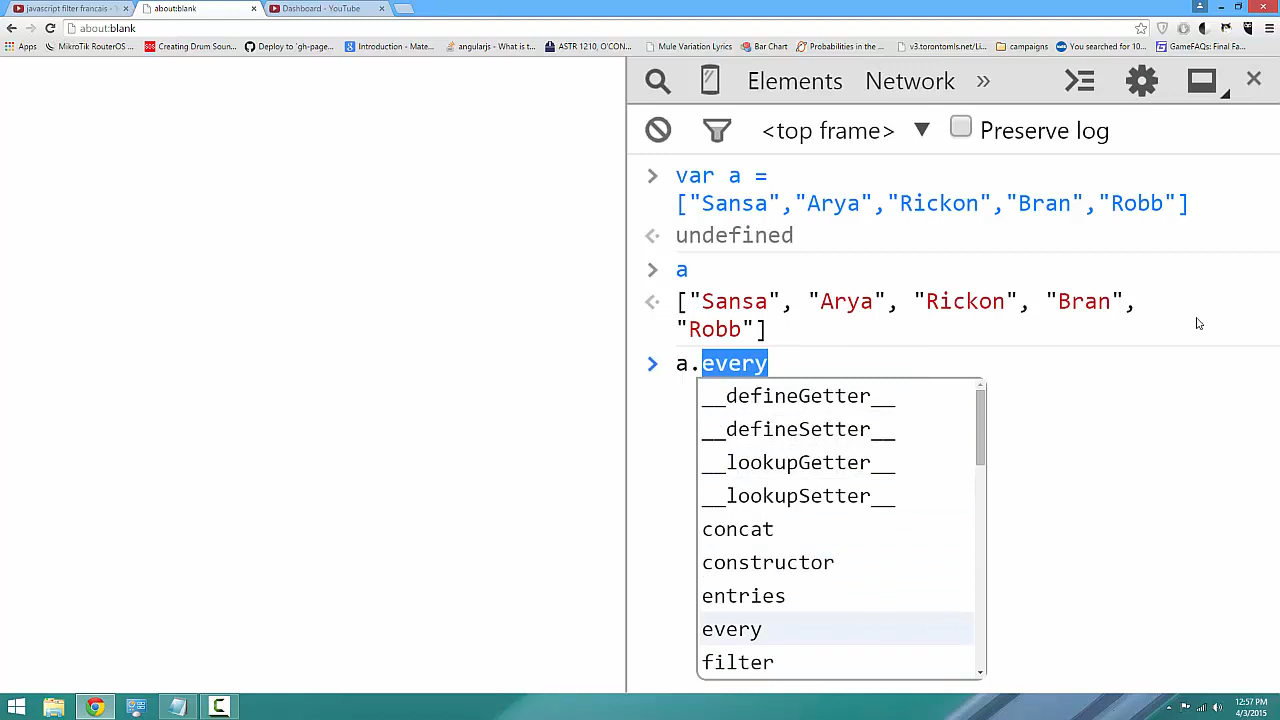 javascript filter francais -
about:blank
Dashboard - YouTube
about:blank
Apps
MikroTik RouterOS ...
Creating Drum Soun...
Deploy to `gh-page...
Introduction - Mate...
angularjs - What is t...
ASTR 1210, O'CON...
Mule Variation Lyrics
Bar Chart
Probabilities in the ...
v3.torontomls.net/Li...
campaigns
You searched for 10...
GameFAQs: Final Fa...
Elements Network »
<top frame> ▼ Preserve log
> var a =
["Sansa","Arya","Rickon","Bran","Robb"]
undefined
> a
["Sansa", "Arya", "Rickon", "Bran",
"Robb"]
> a.every
__defineGetter__
__defineSetter__
__lookupGetter__
__lookupSetter__
concat
constructor
entries
every
filter
12:57 PM
4/3/2015